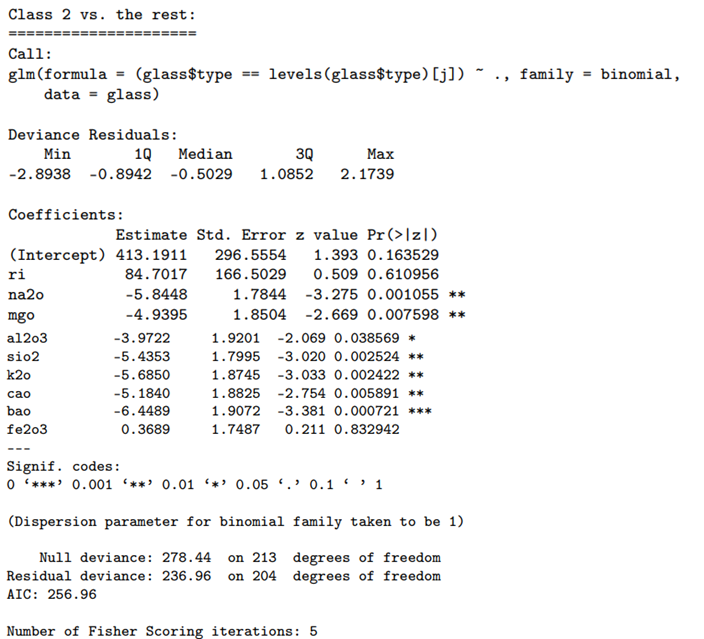 Class 2 vs. the rest:
=====================
Call:
glm(formula = (glass$type == levels(glass$type)[j]) ~ ., family = binomial,
    data = glass)
Deviance Residuals:
    Min      1Q  Median      3Q     Max
-2.8938 -0.8942 -0.5029  1.0852  2.1739
Coefficients:
            Estimate Std. Error z value Pr(>|z|)
(Intercept) 413.1911   296.5554   1.393 0.163529
ri           84.7017   166.5029   0.509 0.610956
na2o         -5.8448     1.7844  -3.275 0.001055 **
mgo          -4.9395     1.8504  -2.669 0.007598 **
al2o3        -3.9722     1.9201  -2.069 0.038569 *
sio2         -5.4353     1.7995  -3.020 0.002524 **
k2o          -5.6850     1.8745  -3.033 0.002422 **
cao          -5.1840     1.8825  -2.754 0.005891 **
bao          -6.4489     1.9072  -3.381 0.000721 ***
fe2o3         0.3689     1.7487   0.211 0.832942
---
Signif. codes:
0 ‘***’ 0.001 ‘**’ 0.01 ‘*’ 0.05 ‘.’ 0.1 ‘ ’ 1
(Dispersion parameter for binomial family taken to be 1)
    Null deviance: 278.44  on 213  degrees of freedom
Residual deviance: 236.96  on 204  degrees of freedom
AIC: 256.96
Number of Fisher Scoring iterations: 5